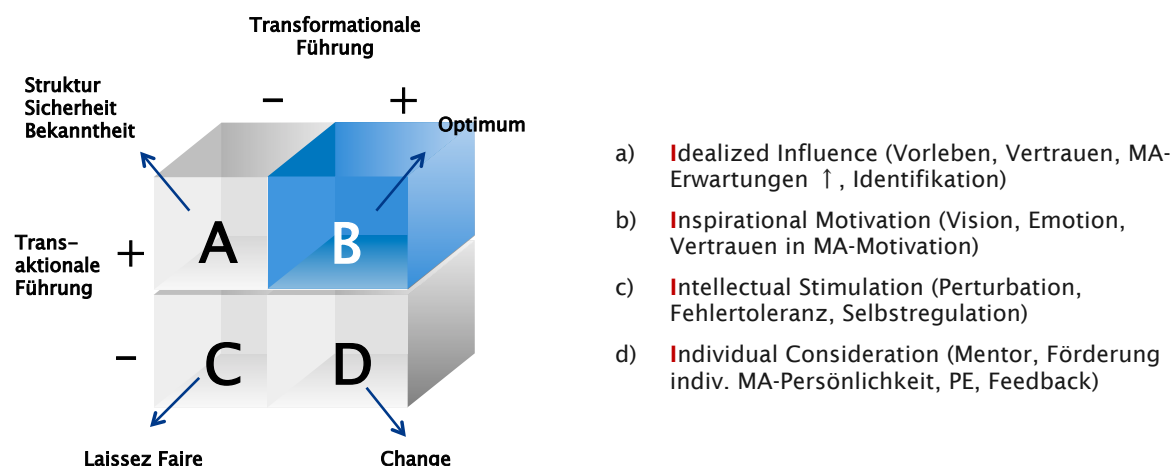 Transformationale
Führung
Struktur
Sicherheit
Bekanntheit
– +
Optimum
Trans-
aktionale
Führung
+
A B
–
C D
Laissez Faire Change
a) Idealized Influence (Vorleben, Vertrauen, MA-
Erwartungen ↑, Identifikation)
b) Inspirational Motivation (Vision, Emotion,
Vertrauen in MA-Motivation)
c) Intellectual Stimulation (Perturbation,
Fehlertoleranz, Selbstregulation)
d) Individual Consideration (Mentor, Förderung
indiv. MA-Persönlichkeit, PE, Feedback)